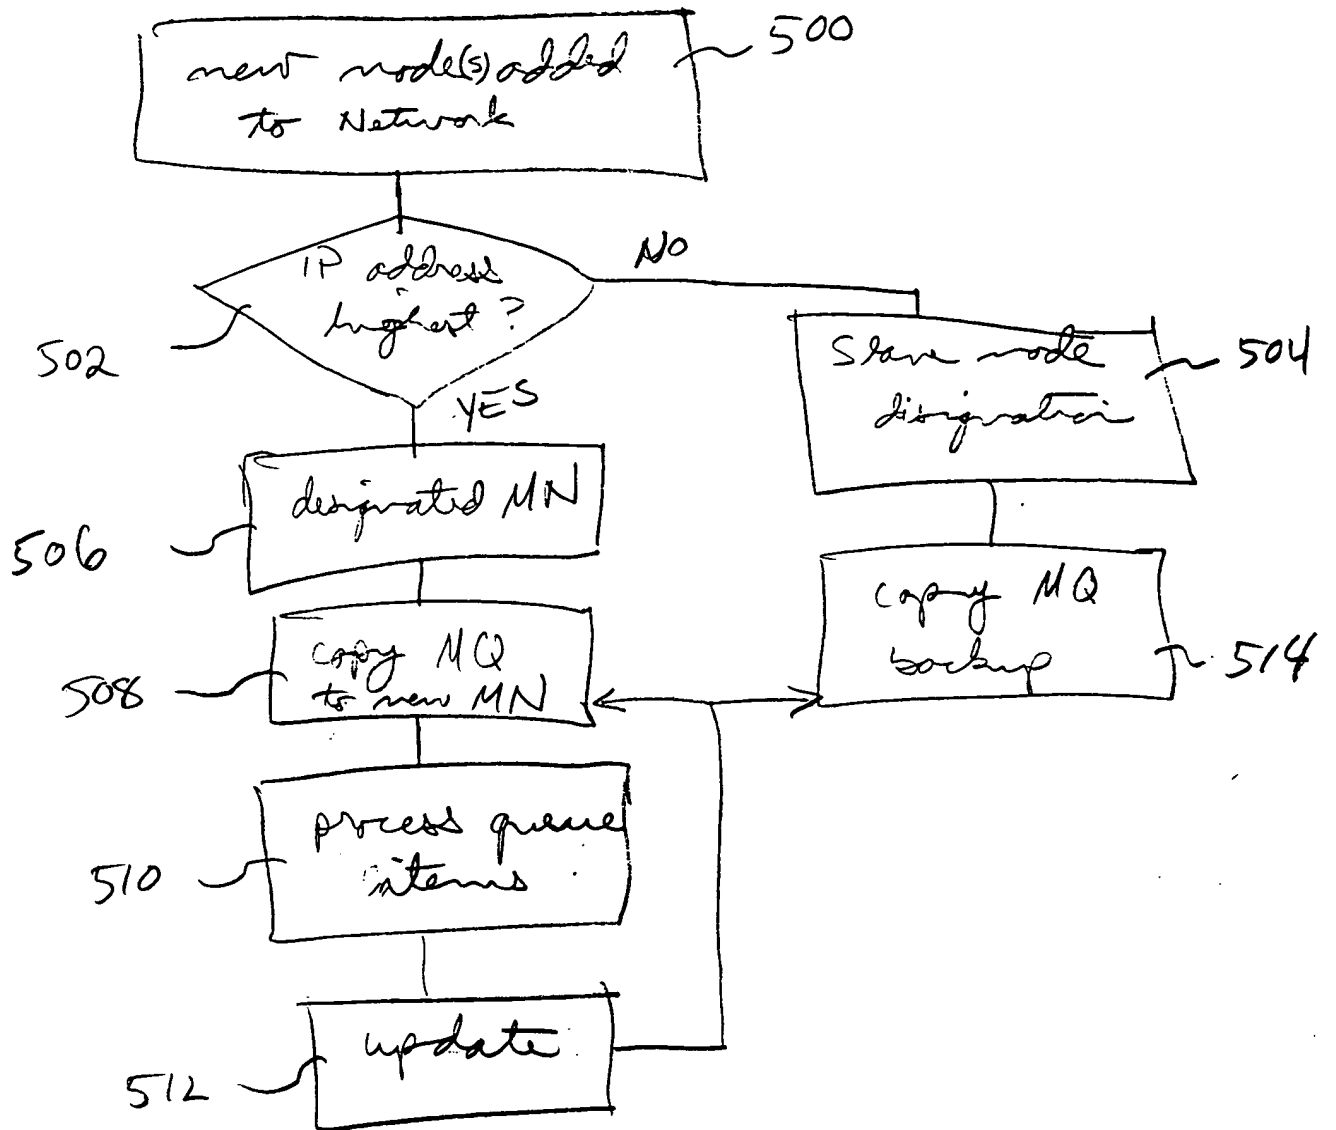 new node(s) added
to Network
500
IP address
highest?
NO
502
YES
Slave node
designation
504
designated MN
506
copy MQ
to new MN
508
copy MQ
backup
514
process queue
items
510
update
512